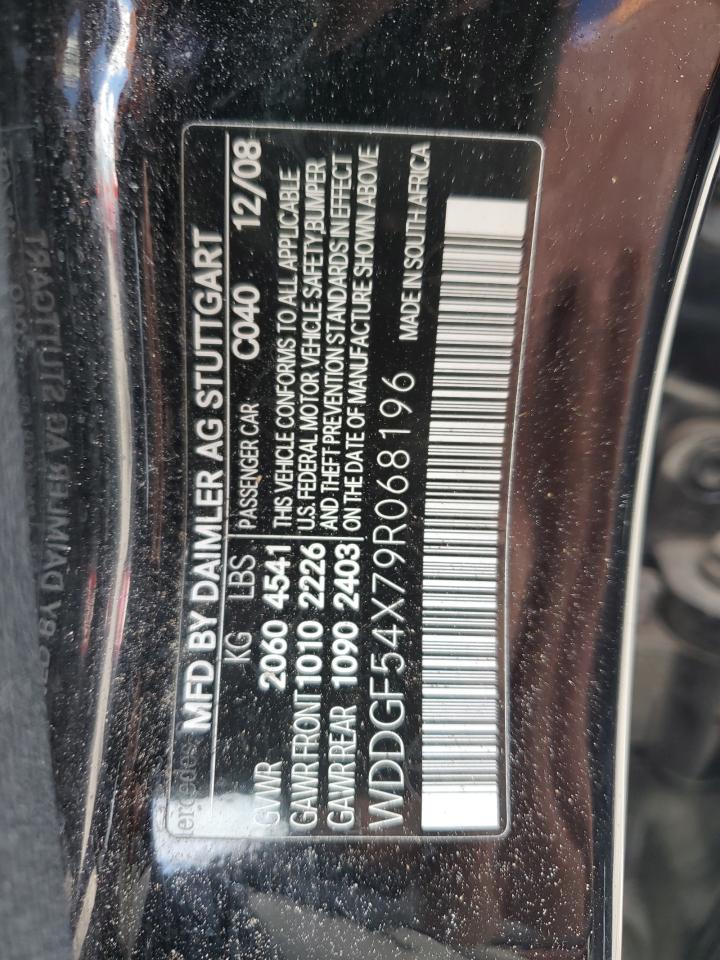 MFD BY DAIMLER AG STUTTGART
KG LBS PASSENGER CAR C040 12/08
GVWR 2060 4541 THIS VEHICLE CONFORMS TO ALL APPLICABLE
GAWR FRONT 1010 2226 U.S. FEDERAL MOTOR VEHICLE SAFETY BUMPER
GAWR REAR 1090 2403 AND THEFT PREVENTION STANDARDS IN EFFECT
ON THE DATE OF MANUFACTURE SHOWN ABOVE
WDDGF54X79R068196 MADE IN SOUTH AFRICA